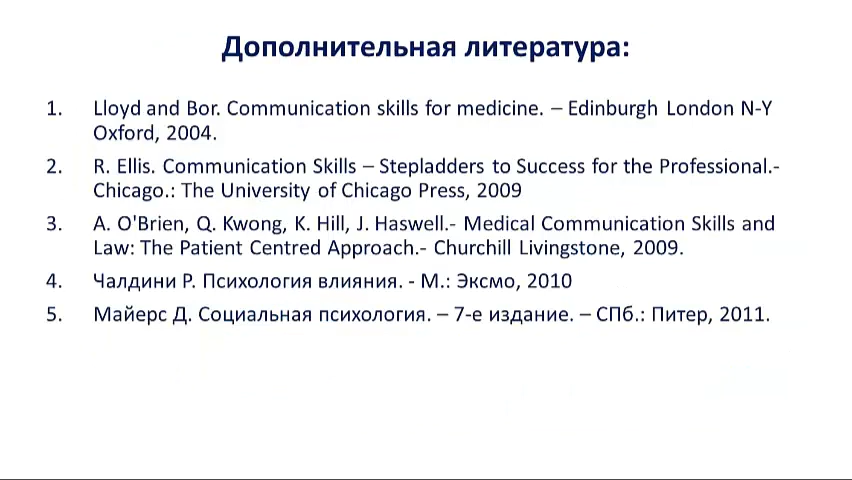 Дополнительная литература:
1. Lloyd and Bor. Communication skills for medicine. – Edinburgh London N-Y
Oxford, 2004.
2. R. Ellis. Communication Skills – Stepladders to Success for the Professional.-
Chicago.: The University of Chicago Press, 2009
3. A. O'Brien, Q. Kwong, K. Hill, J. Haswell.- Medical Communication Skills and
Law: The Patient Centred Approach.- Churchill Livingstone, 2009.
4. Чалдини Р. Психология влияния. - М.: Эксмо, 2010
5. Майерс Д. Социальная психология. – 7-е издание. – СПб.: Питер, 2011.